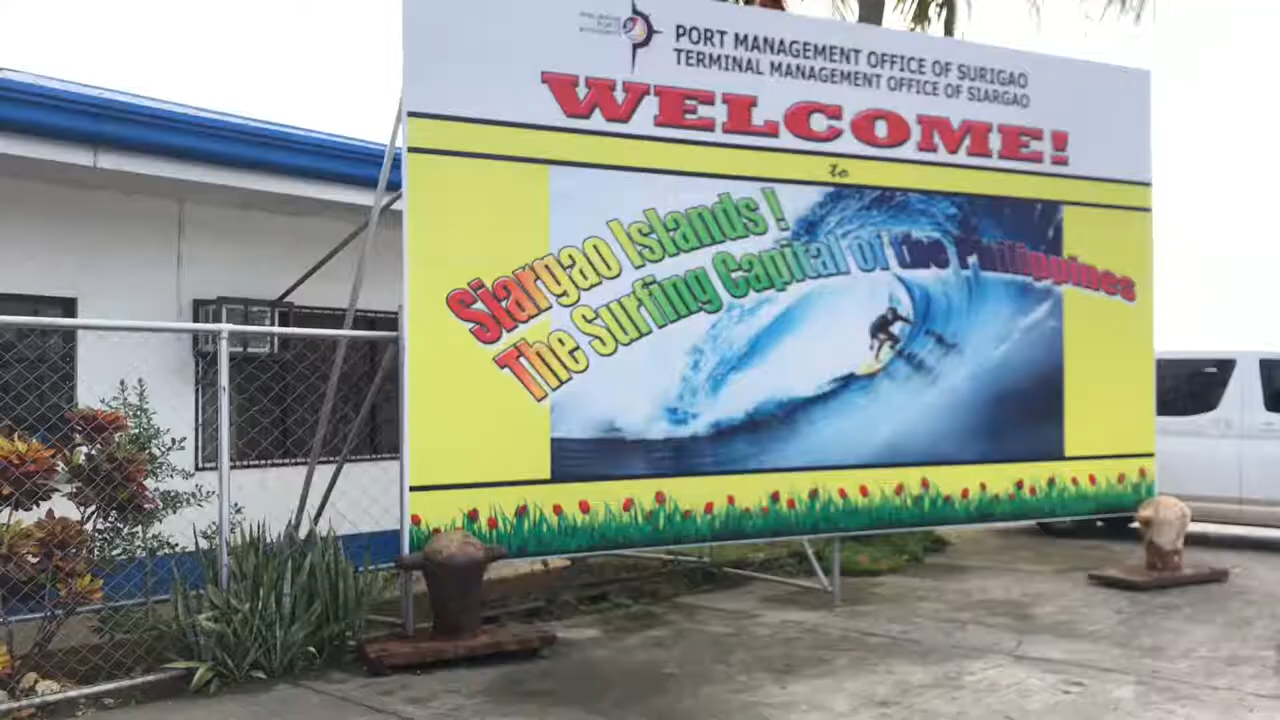 PORT MANAGEMENT OFFICE OF SURIGAO
TERMINAL MANAGEMENT OFFICE OF SIARGAO
WELCOME!
to
Siargao Islands !
The Surfing Capital of the Philippines